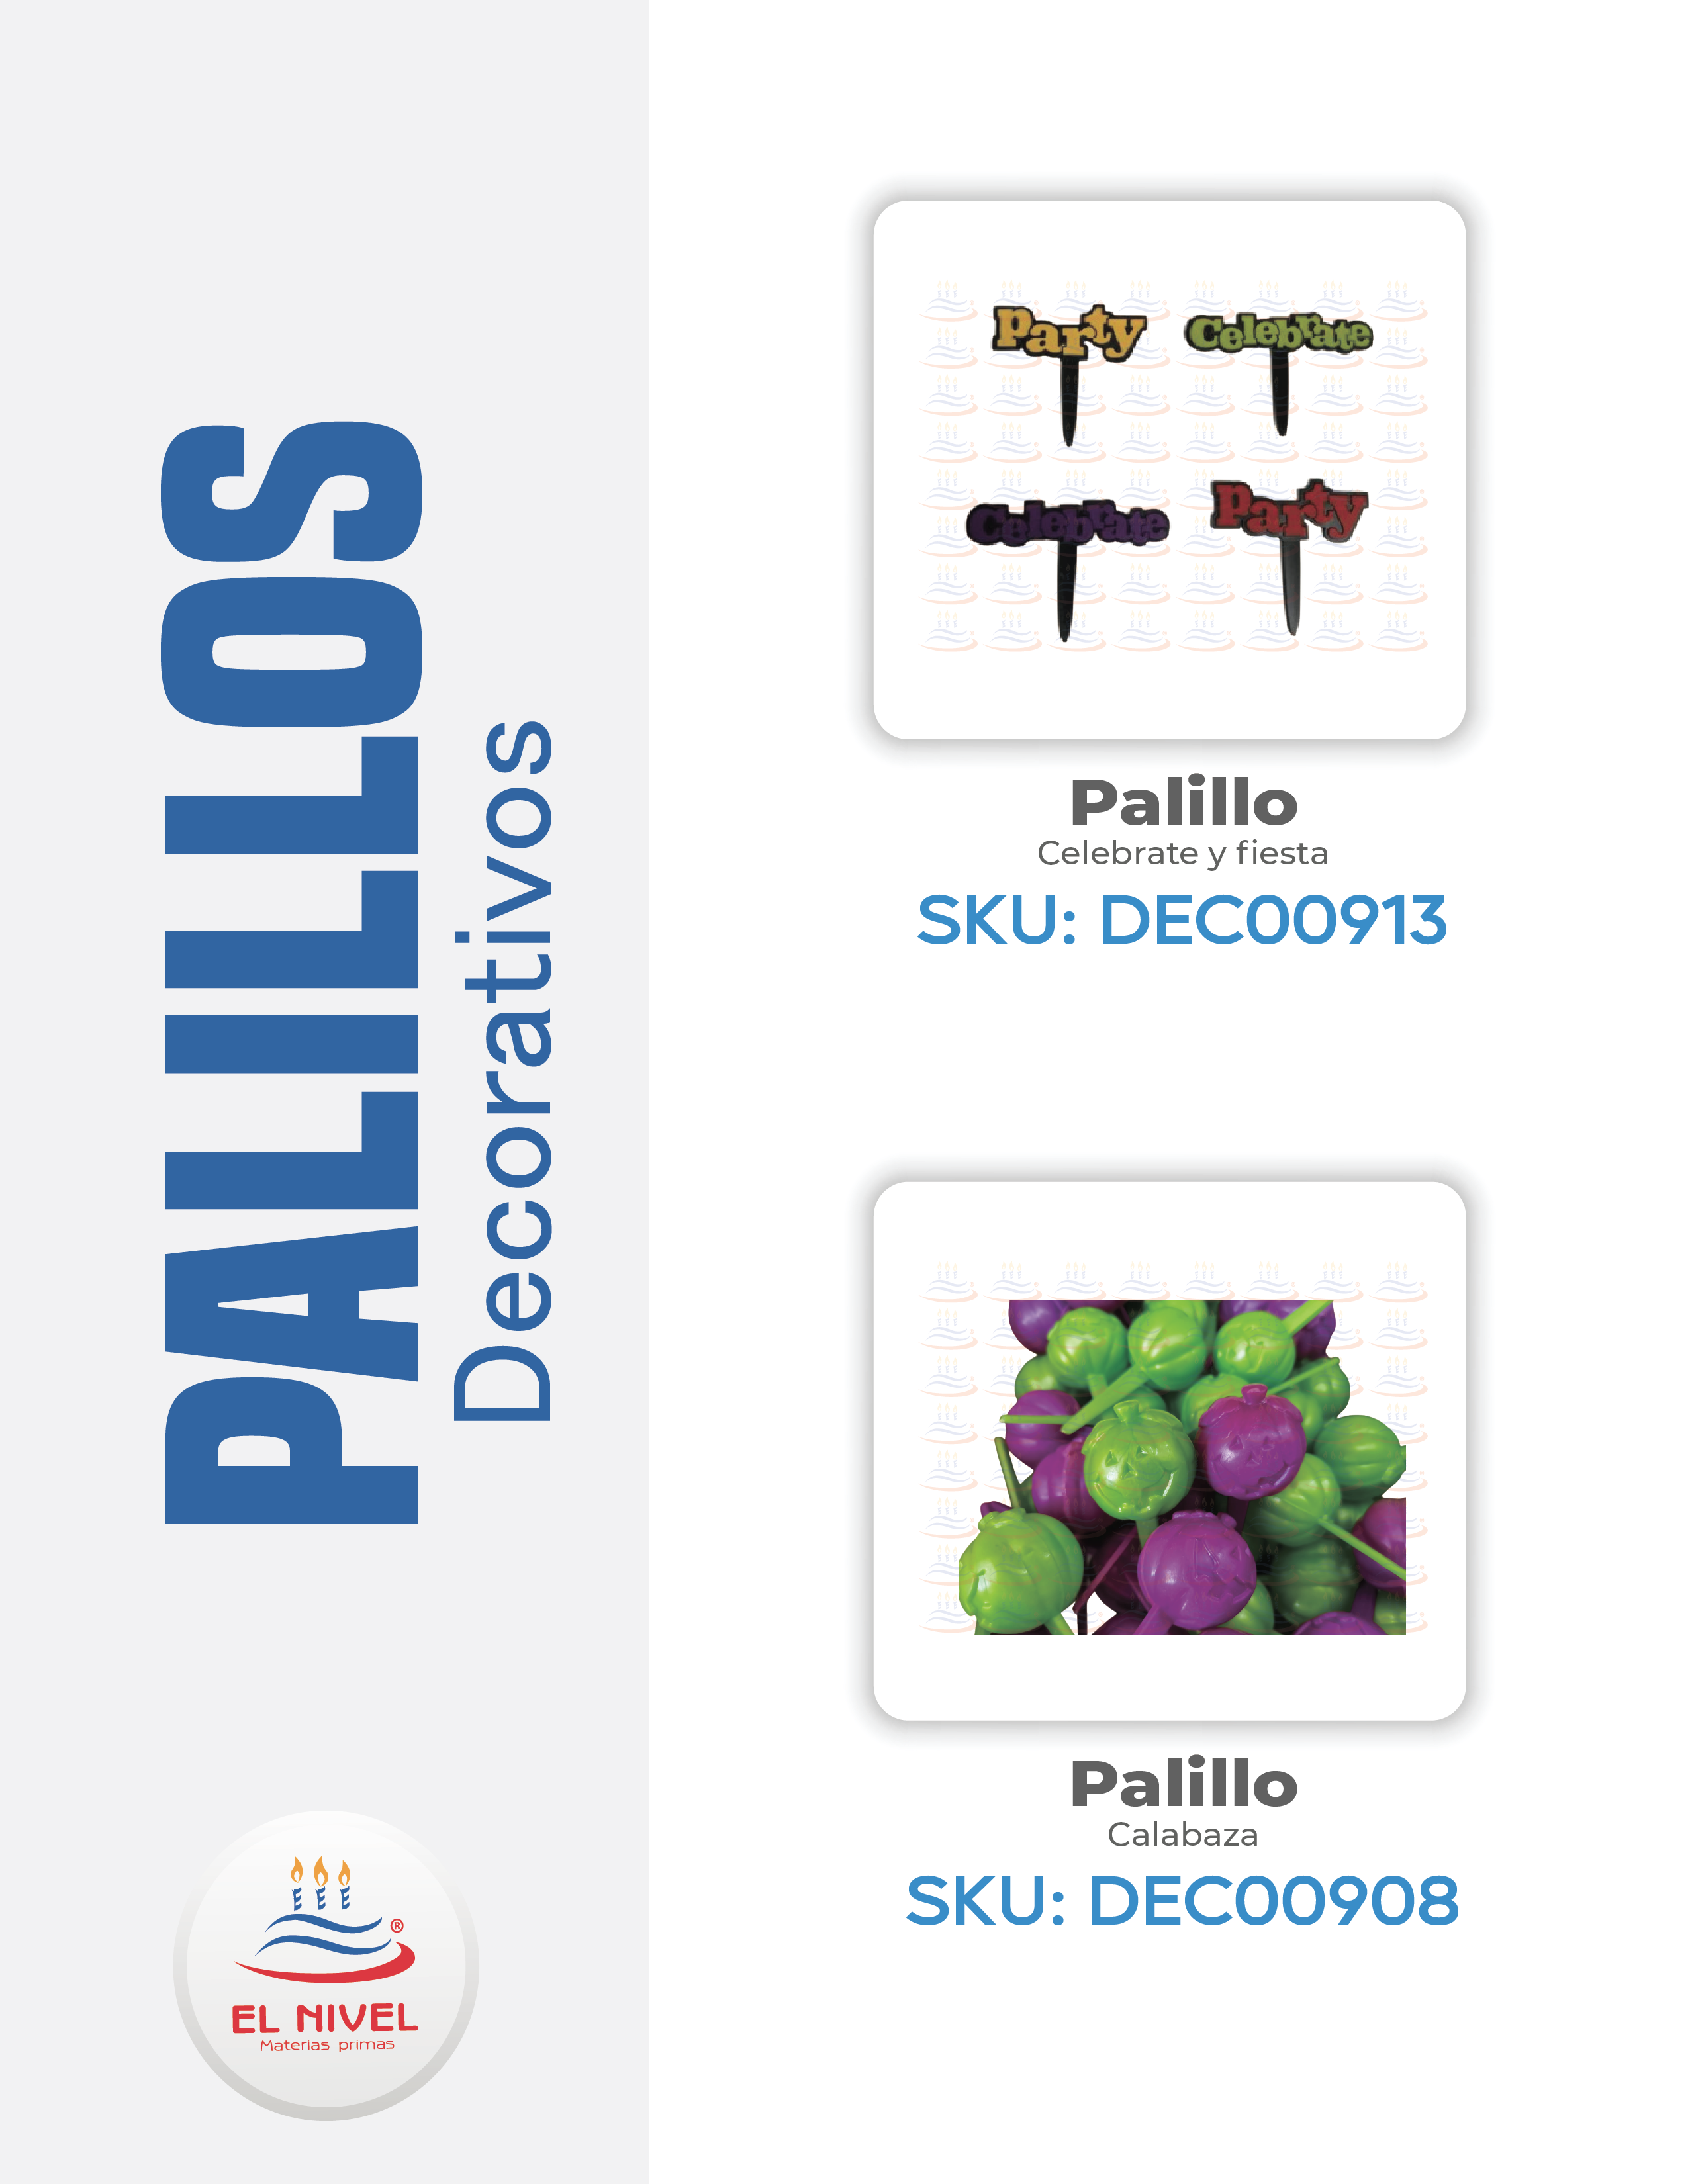 PALILLOS
Decorativos
Party
Celebrate
Celebrate
Party
Palillo
Celebrate y fiesta
SKU: DEC00913
Palillo
Calabaza
SKU: DEC00908
®
EL NIVEL
Materias primas